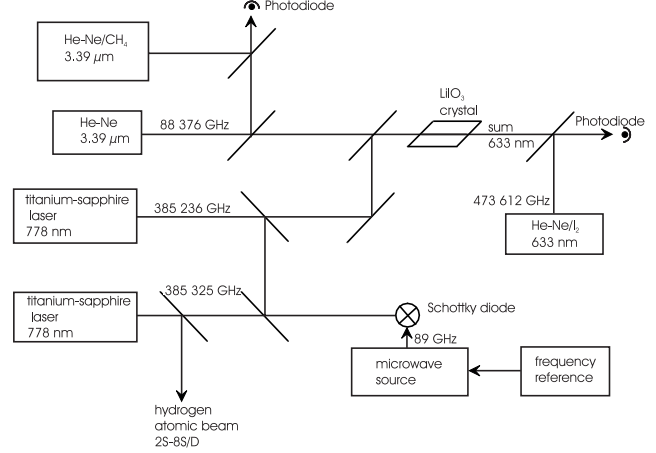 Photodiode
He-Ne/CH₄
3.39 µm
He-Ne
3.39 µm
88 376 GHz
LiIO₃
crystal
sum
633 nm
Photodiode
titanium-sapphire
laser
778 nm
385 236 GHz
473 612 GHz
He-Ne/I₂
633 nm
titanium-sapphire
laser
778 nm
385 325 GHz
Schottky diode
89 GHz
microwave
source
frequency
reference
hydrogen
atomic beam
2S-8S/D